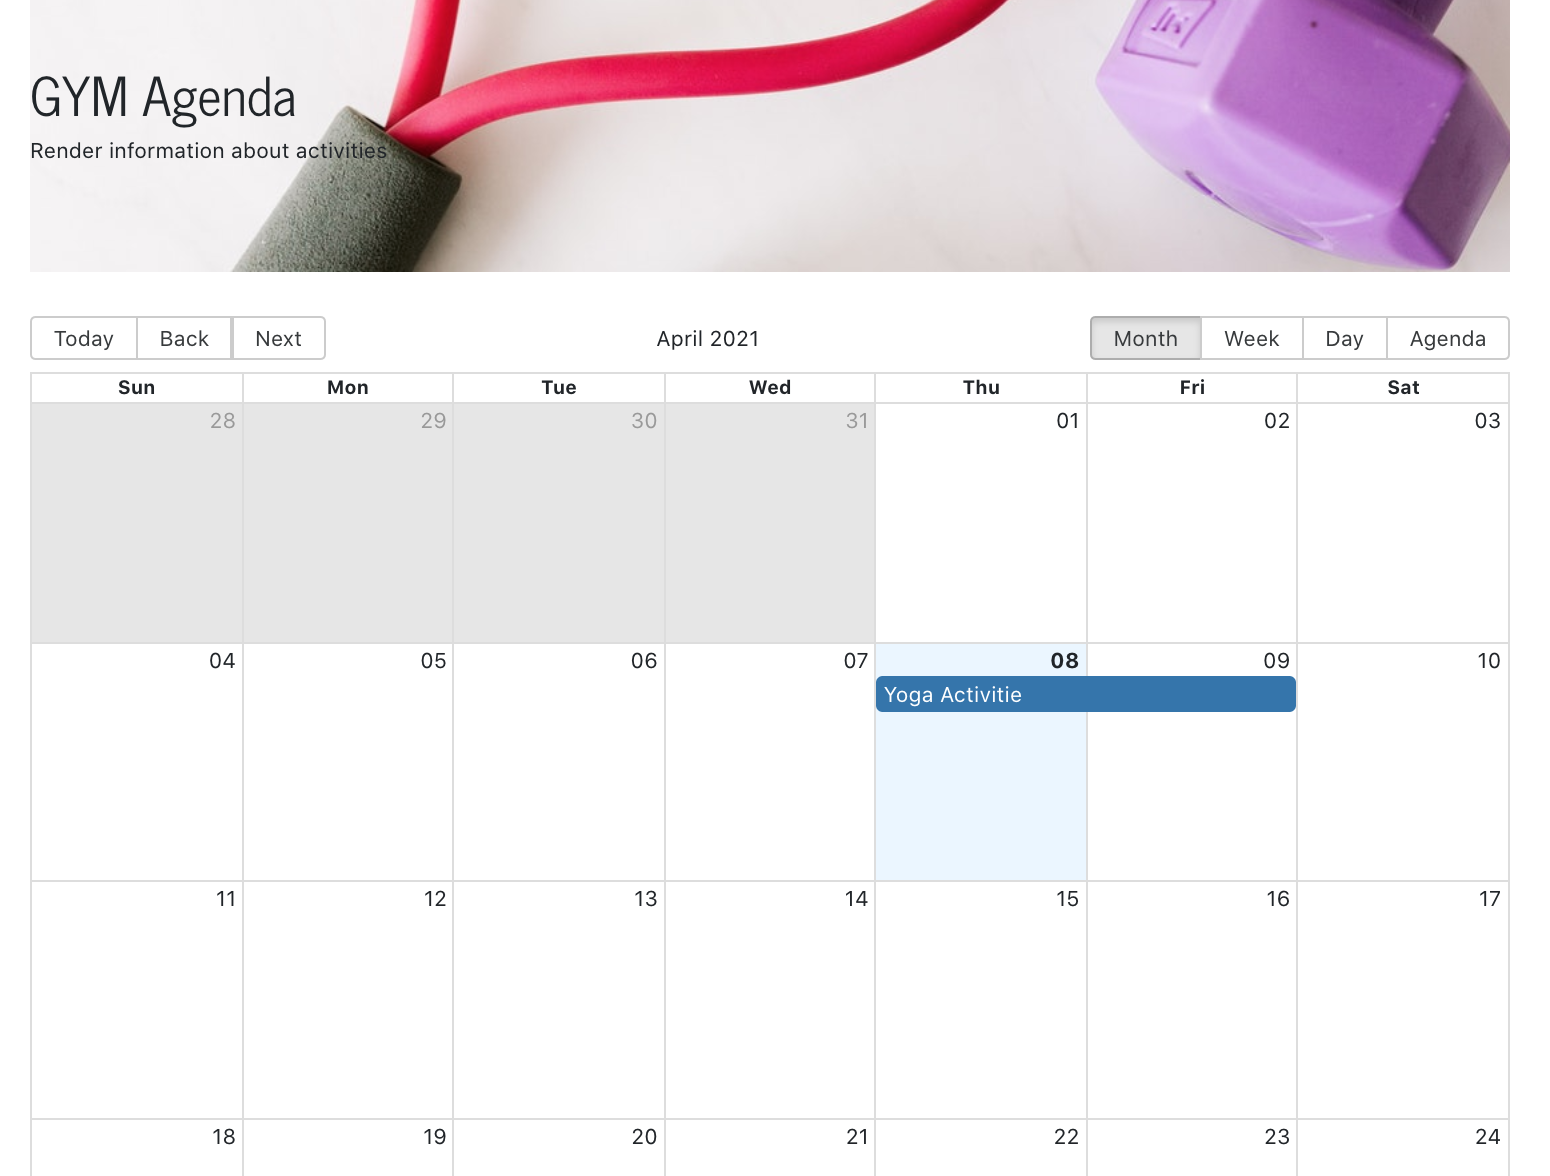 GYM Agenda
Render information about activities
Today Back Next April 2021 Month Week Day Agenda
Sun Mon Tue Wed Thu Fri Sat
28 29 30 31 01 02 03
04 05 06 07 08 09 10
Yoga Activitie
11 12 13 14 15 16 17
18 19 20 21 22 23 24